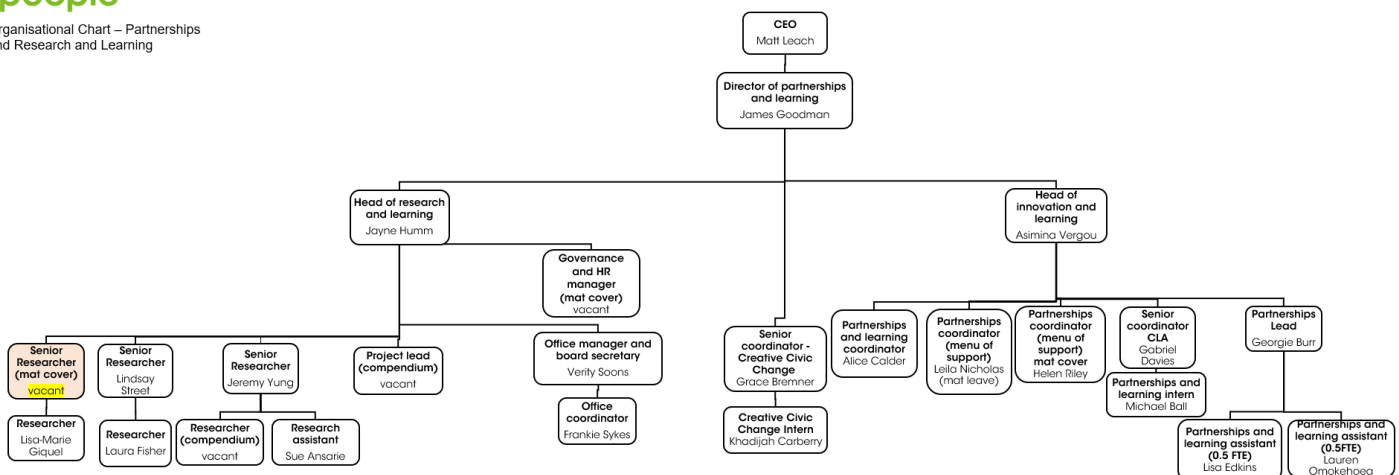 people
rganisational Chart – Partnerships
nd Research and Learning
CEO
Matt Leach
Director of partnerships
and learning
James Goodman
Head of research
and learning
Jayne Humm
Head of
innovation and
learning
Asimina Vergou
Governance
and HR
manager
(mat cover)
vacant
Senior
Researcher
(mat cover)
vacant
Senior
Researcher
Lindsay
Street
Senior
Researcher
Jeremy Yung
Project lead
(compendium)
vacant
Office manager and
board secretary
Verity Soons
Senior
coordinator -
Creative Civic
Change
Grace Bremner
Partnerships
and learning
coordinator
Alice Calder
Partnerships
coordinator
(menu of
support)
Leila Nicholas
(mat leave)
Partnerships
coordinator
(menu of
support)
mat cover
Helen Riley
Senior
coordinator
CLA
Gabriel
Davies
Partnerships
Lead
Georgie Burr
Partnerships and
learning intern
Michael Ball
Researcher
Lisa-Marie
Giquel
Researcher
Laura Fisher
Researcher
(compendium)
vacant
Research
assistant
Sue Ansarie
Office
coordinator
Frankie Sykes
Creative Civic
Change Intern
Khadijah Carberry
Partnerships and
learning assistant
(0.5 FTE)
Lisa Edkins
Partnerships and
learning assistant
(0.5FTE)
Lauren
Omokheoa